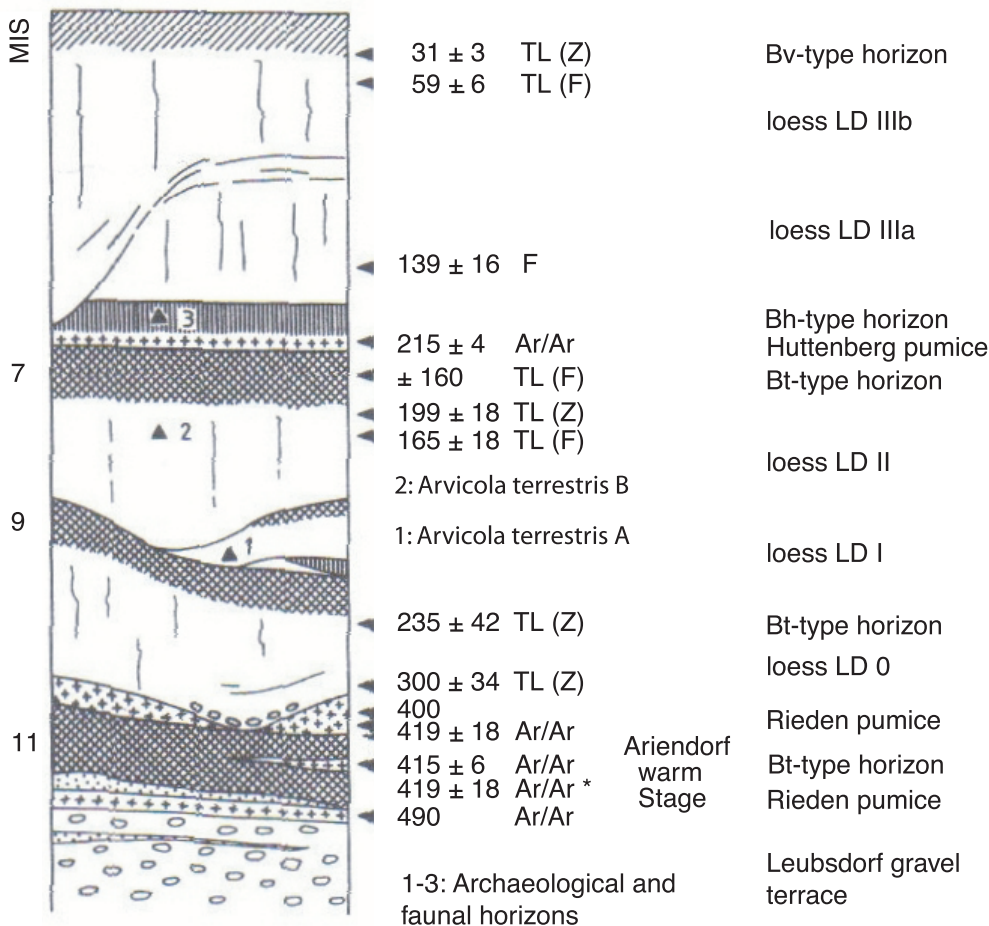 MIS
31 ± 3 TL (Z) Bv-type horizon
59 ± 6 TL (F)
loess LD IIIb
loess LD IIIa
139 ± 16 F
3 Bh-type horizon
215 ± 4 Ar/Ar Huttenberg pumice
7 ± 160 TL (F) Bt-type horizon
199 ± 18 TL (Z)
2 165 ± 18 TL (F)
loess LD II
2: Arvicola terrestris B
9
1: Arvicola terrestris A
1 loess LD I
235 ± 42 TL (Z) Bt-type horizon
loess LD 0
300 ± 34 TL (Z)
400
419 ± 18 Ar/Ar Rieden pumice
11 Ariendorf
415 ± 6 Ar/Ar warm Bt-type horizon
419 ± 18 Ar/Ar * Stage Rieden pumice
490 Ar/Ar
Leubsdorf gravel
terrace
1-3: Archaeological and
faunal horizons